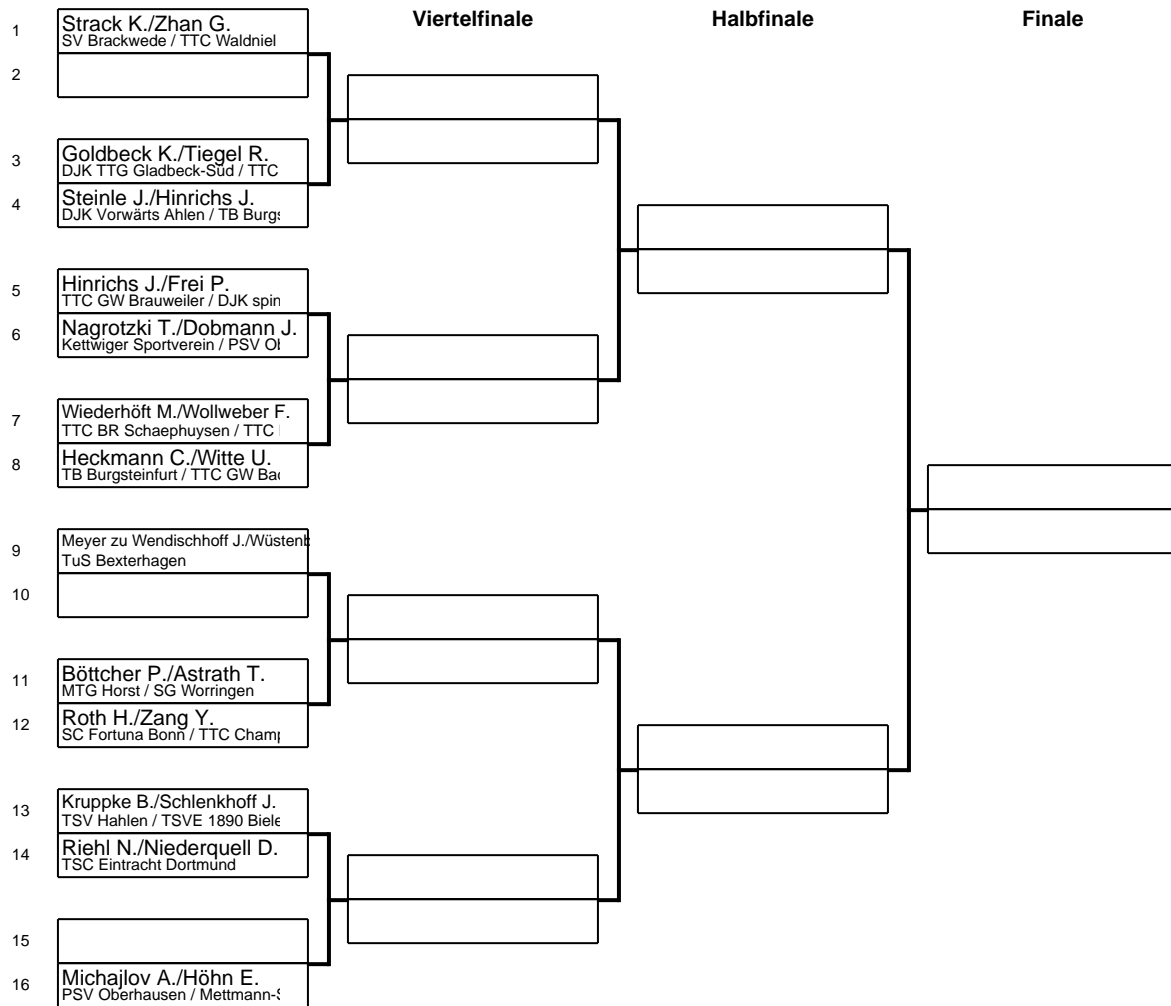 Viertelfinale Halbfinale Finale
1 Strack K./Zhan G.
SV Brackwede / TTC Waldniel
2
3 Goldbeck K./Tiegel R.
DJK TTG Gladbeck-Süd / TTC
4 Steinle J./Hinrichs J.
DJK Vorwärts Ahlen / TB Burgs
5 Hinrichs J./Frei P.
TTC GW Brauweiler / DJK spin
6 Nagrotzki T./Dobmann J.
Kettwiger Sportverein / PSV
7 Wiederhöft M./Wollweber F.
TTC BR Schaephuysen / TTC
8 Heckmann C./Witte U.
TB Burgsteinfurt / TTC GW
9 Meyer zu Wendischhoff J./Wüstenb
TuS Bexterhagen
10
11 Böttcher P./Astrath T.
MTG Horst / SG Worringen
12 Roth H./Zang Y.
SC Fortuna Bonn / TTC
13 Kruppke B./Schlenkhoff J.
TSV Hahlen / TSVE 1890
14 Riehl N./Niederquell D.
TSC Eintracht Dortmund
15
16 Michajlov A./Höhn E.
PSV Oberhausen /